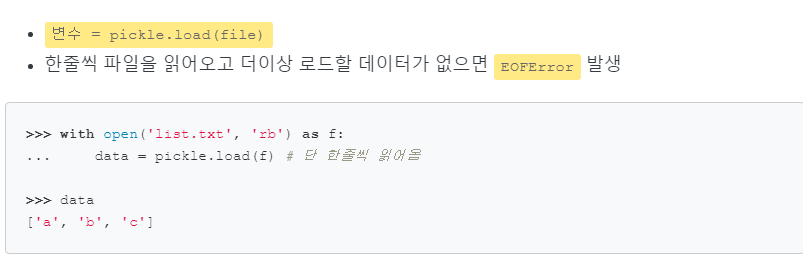 변수 = pickle.load(file)
한줄씩 파일을 읽어오고 더이상 로드할 데이터가 없으면 EOFError 발생
>>> with open('list.txt', 'rb') as f:
...     data = pickle.load(f) # 단 한줄씩 읽어옴
>>> data
['a', 'b', 'c']